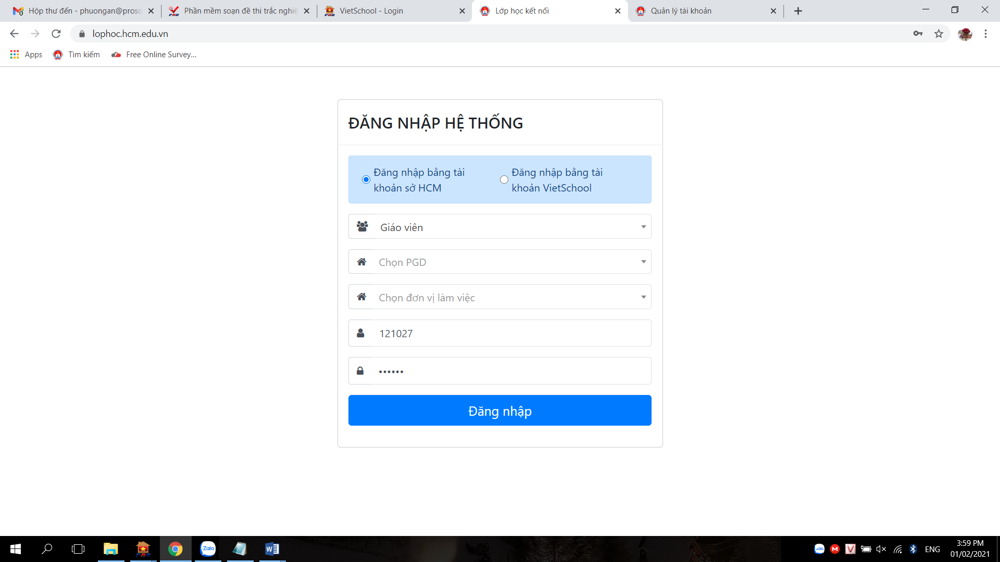 Hộp thư đến - phuongan@proso
Phần mềm soạn đề thi trắc nghiệ
VietSchool - Login
Lớp học kết nối
Quản lý tài khoản
lophoc.hcm.edu.vn
Apps
Tìm kiếm
Free Online Survey...
ĐĂNG NHẬP HỆ THỐNG
Đăng nhập bằng tài
khoản sở HCM
Đăng nhập bằng tài
khoản VietSchool
Giáo viên
Chọn PGD
Chọn đơn vị làm việc
121027
••••••
Đăng nhập
Zalo
ENG
3:59 PM
01/02/2021